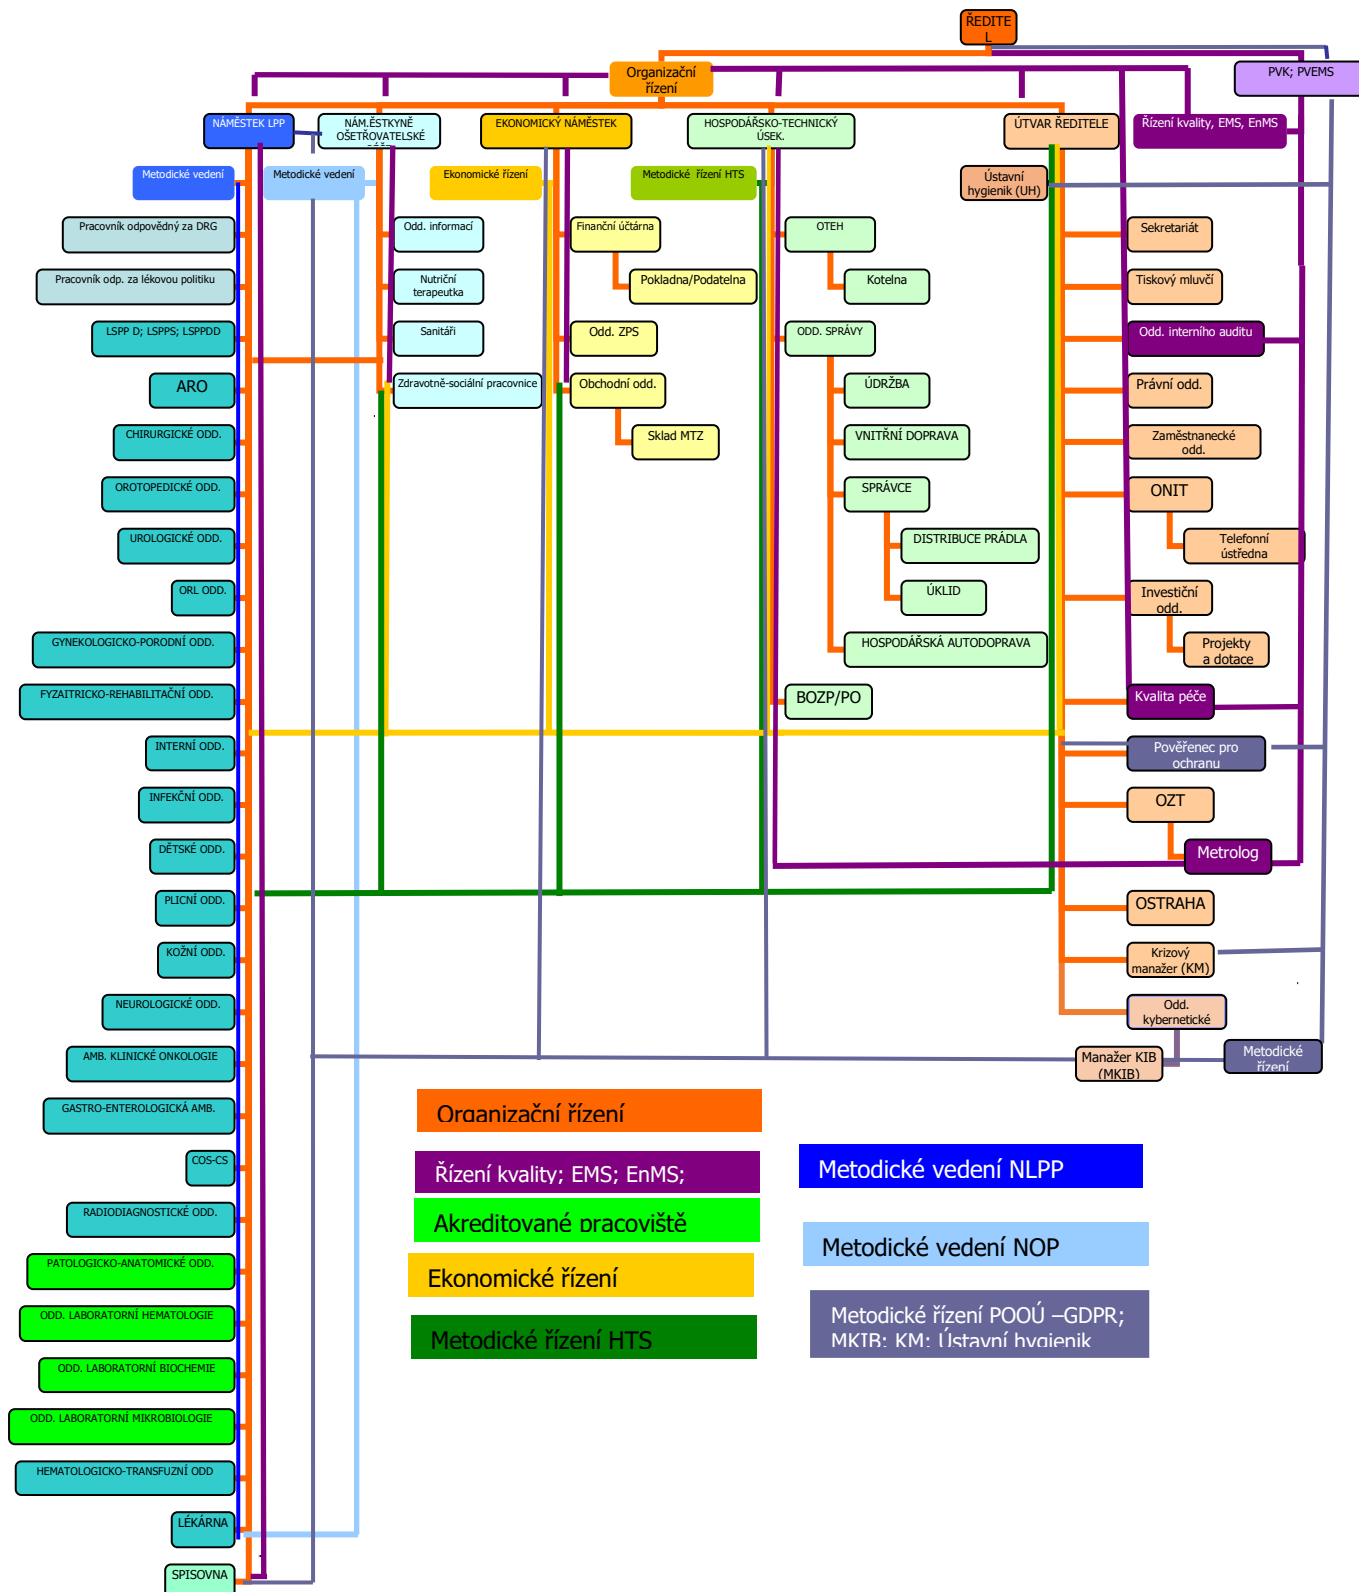 ŘEDITE
L
Organizační
řízení
PVK; PVEMS
NÁMĚSTEK LPP
NÁM.ĚSTKYNĚ
OŠETŘOVATELSKÉ
EKONOMICKÝ NÁMĚSTEK
HOSPODÁŘSKO-TECHNICKÝ
ÚSEK.
ÚTVAR ŘEDITELE
Řízení kvality, EMS, EnMS
Metodické vedení
Metodické vedení
Ekonomické řízení
Metodické řízení HTS
Ústavní
hygienik (UH)
Pracovník odpovědný za DRG
Odd. informací
Finanční účtárna
OTEH
Sekretariát
Pracovník odp. za lékovou politiku
Nutriční
terapeutka
Pokladna/Podatelna
Kotelna
Tiskový mluvčí
LSPP D; LSPPS; LSPPDD
Sanitáři
Odd. ZPS
ODD. SPRÁVY
Odd. interního auditu
ARO
Zdravotně-sociální pracovnice
Obchodní odd.
ÚDRŽBA
Právní odd.
CHIRURGICKÉ ODD.
Sklad MTZ
VNITŘNÍ DOPRAVA
Zaměstnanecké
odd.
OROTOPEDICKÉ ODD.
SPRÁVCE
ONIT
UROLOGICKÉ ODD.
DISTRIBUCE PRÁDLA
Telefonní
ústředna
ORL ODD.
ÚKLID
Investiční
odd.
GYNEKOLOGICKO-PORODNÍ ODD.
HOSPODÁŘSKÁ AUTODOPRAVA
Projekty
a dotace
FYZAITRICKO-REHABILITAČNÍ ODD.
BOZP/PO
Kvalita péče
INTERNÍ ODD.
Pověřenec pro
ochranu
INFEKČNÍ ODD.
OZT
DĚTSKÉ ODD.
Metrolog
PLICNÍ ODD.
OSTRAHA
KOŽNÍ ODD.
Krizový
manažer (KM)
NEUROLOGICKÉ ODD.
Odd.
kybernetické
AMB. KLINICKÉ ONKOLOGIE
Manažer KIB
(MKIB)
Metodické
řízení
GASTRO-ENTEROLOGICKÁ AMB.
Organizační řízení
COS-CS
Řízení kvality; EMS; EnMS;
Metodické vedení NLPP
RADIODIAGNOSTICKÉ ODD.
Akreditované pracoviště
Metodické vedení NOP
PATOLOGICKO-ANATOMICKÉ ODD.
Ekonomické řízení
ODD. LABORATORNÍ HEMATOLOGIE
Metodické řízení HTS
Metodické řízení POOÚ –GDPR;
MKIB; KM; Ústavní hygienik
ODD. LABORATORNÍ BIOCHEMIE
ODD. LABORATORNÍ MIKROBIOLOGIE
HEMATOLOGICKO-TRANSFUZNÍ ODD
LÉKÁRNA
SPISOVNA